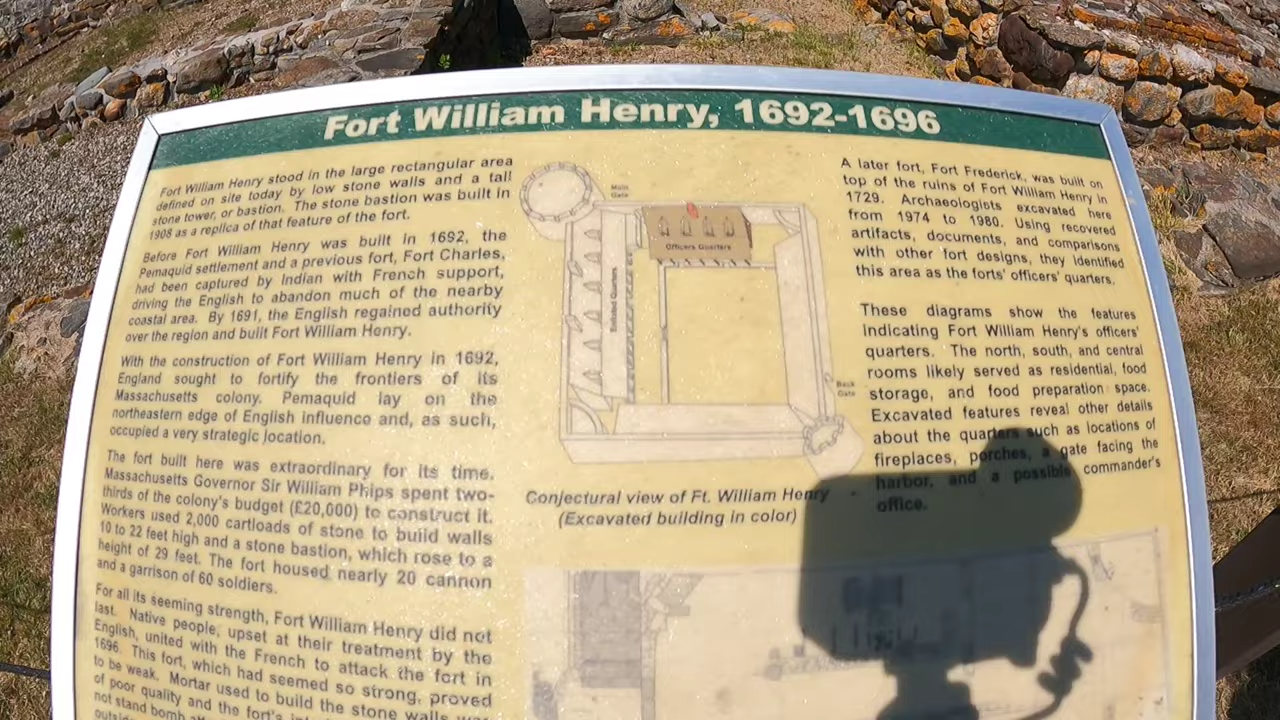 Fort William Henry, 1692-1696
Fort William Henry stood in the large rectangular area
defined on site today by low stone walls and a tall
stone tower, or bastion. The stone bastion was built in
1908 as a replica of that feature of the fort.
Before Fort William Henry was built in 1692, the
Pemaquid settlement and a previous fort, Fort Charles,
had been captured by Indian with French support,
driving the English to abandon much of the nearby
coastal area. By 1691, the English regained authority
over the region and built Fort William Henry.
With the construction of Fort William Henry in 1692,
England sought to fortify the frontiers of its
Massachusetts colony. Pemaquid lay on the
northeastern edge of English influence and, as such,
occupied a very strategic location.
The fort built here was extraordinary for its time.
Massachusetts Governor Sir William Phips spent two-
thirds of the colony's budget (£20,000) to construct it.
Workers used 2,000 cartloads of stone to build walls
10 to 22 feet high and a stone bastion, which rose to a
height of 29 feet. The fort housed nearly 20 cannon
and a garrison of 60 soldiers.
For all its seeming strength, Fort William Henry did not
last. Native people, upset at their treatment by the
English, united with the French to attack the fort in
1696. This fort, which had seemed so strong, proved
to be weak. Mortar used to build the stone walls was
of poor quality and the fort's
not stand bomb
Main
Gate
Officers Quarters
Enlisted Quarters
Back
Gate
Conjectural view of Ft. William Henry
(Excavated building in color)
A later fort, Fort Frederick, was built on
top of the ruins of Fort William Henry in
1729. Archaeologists excavated here
from 1974 to 1980. Using recovered
artifacts, documents, and comparisons
with other fort designs, they identified
this area as the forts' officers' quarters.
These diagrams show the features
indicating Fort William Henry's officers'
quarters. The north, south, and central
rooms likely served as residential, food
storage, and food preparation space.
Excavated features reveal other details
about the quarters such as locations of
fireplaces, porches, a gate facing the
harbor, and a possible commander's
office.